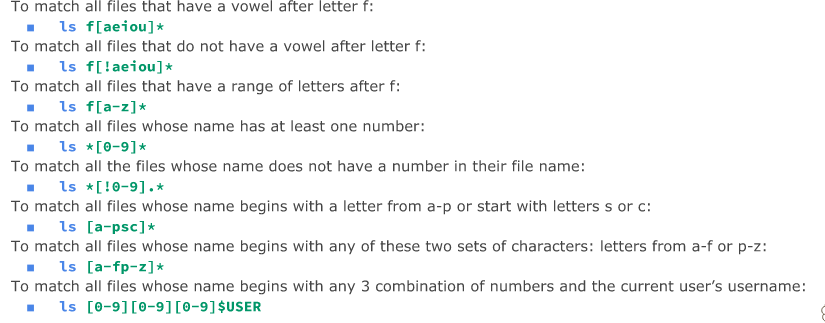 To match all files that have a vowel after letter f:
▪ ls f[aeiou]*
To match all files that do not have a vowel after letter f:
▪ ls f[!aeiou]*
To match all files that have a range of letters after f:
▪ ls f[a-z]*
To match all files whose name has at least one number:
▪ ls *[0-9]*
To match all the files whose name does not have a number in their file name:
▪ ls *[!0-9].*
To match all files whose name begins with a letter from a-p or start with letters s or c:
▪ ls [a-psc]*
To match all files whose name begins with any of these two sets of characters: letters from a-f or p-z:
▪ ls [a-fp-z]*
To match all files whose name begins with any 3 combination of numbers and the current user’s username:
▪ ls [0-9][0-9][0-9]$USER